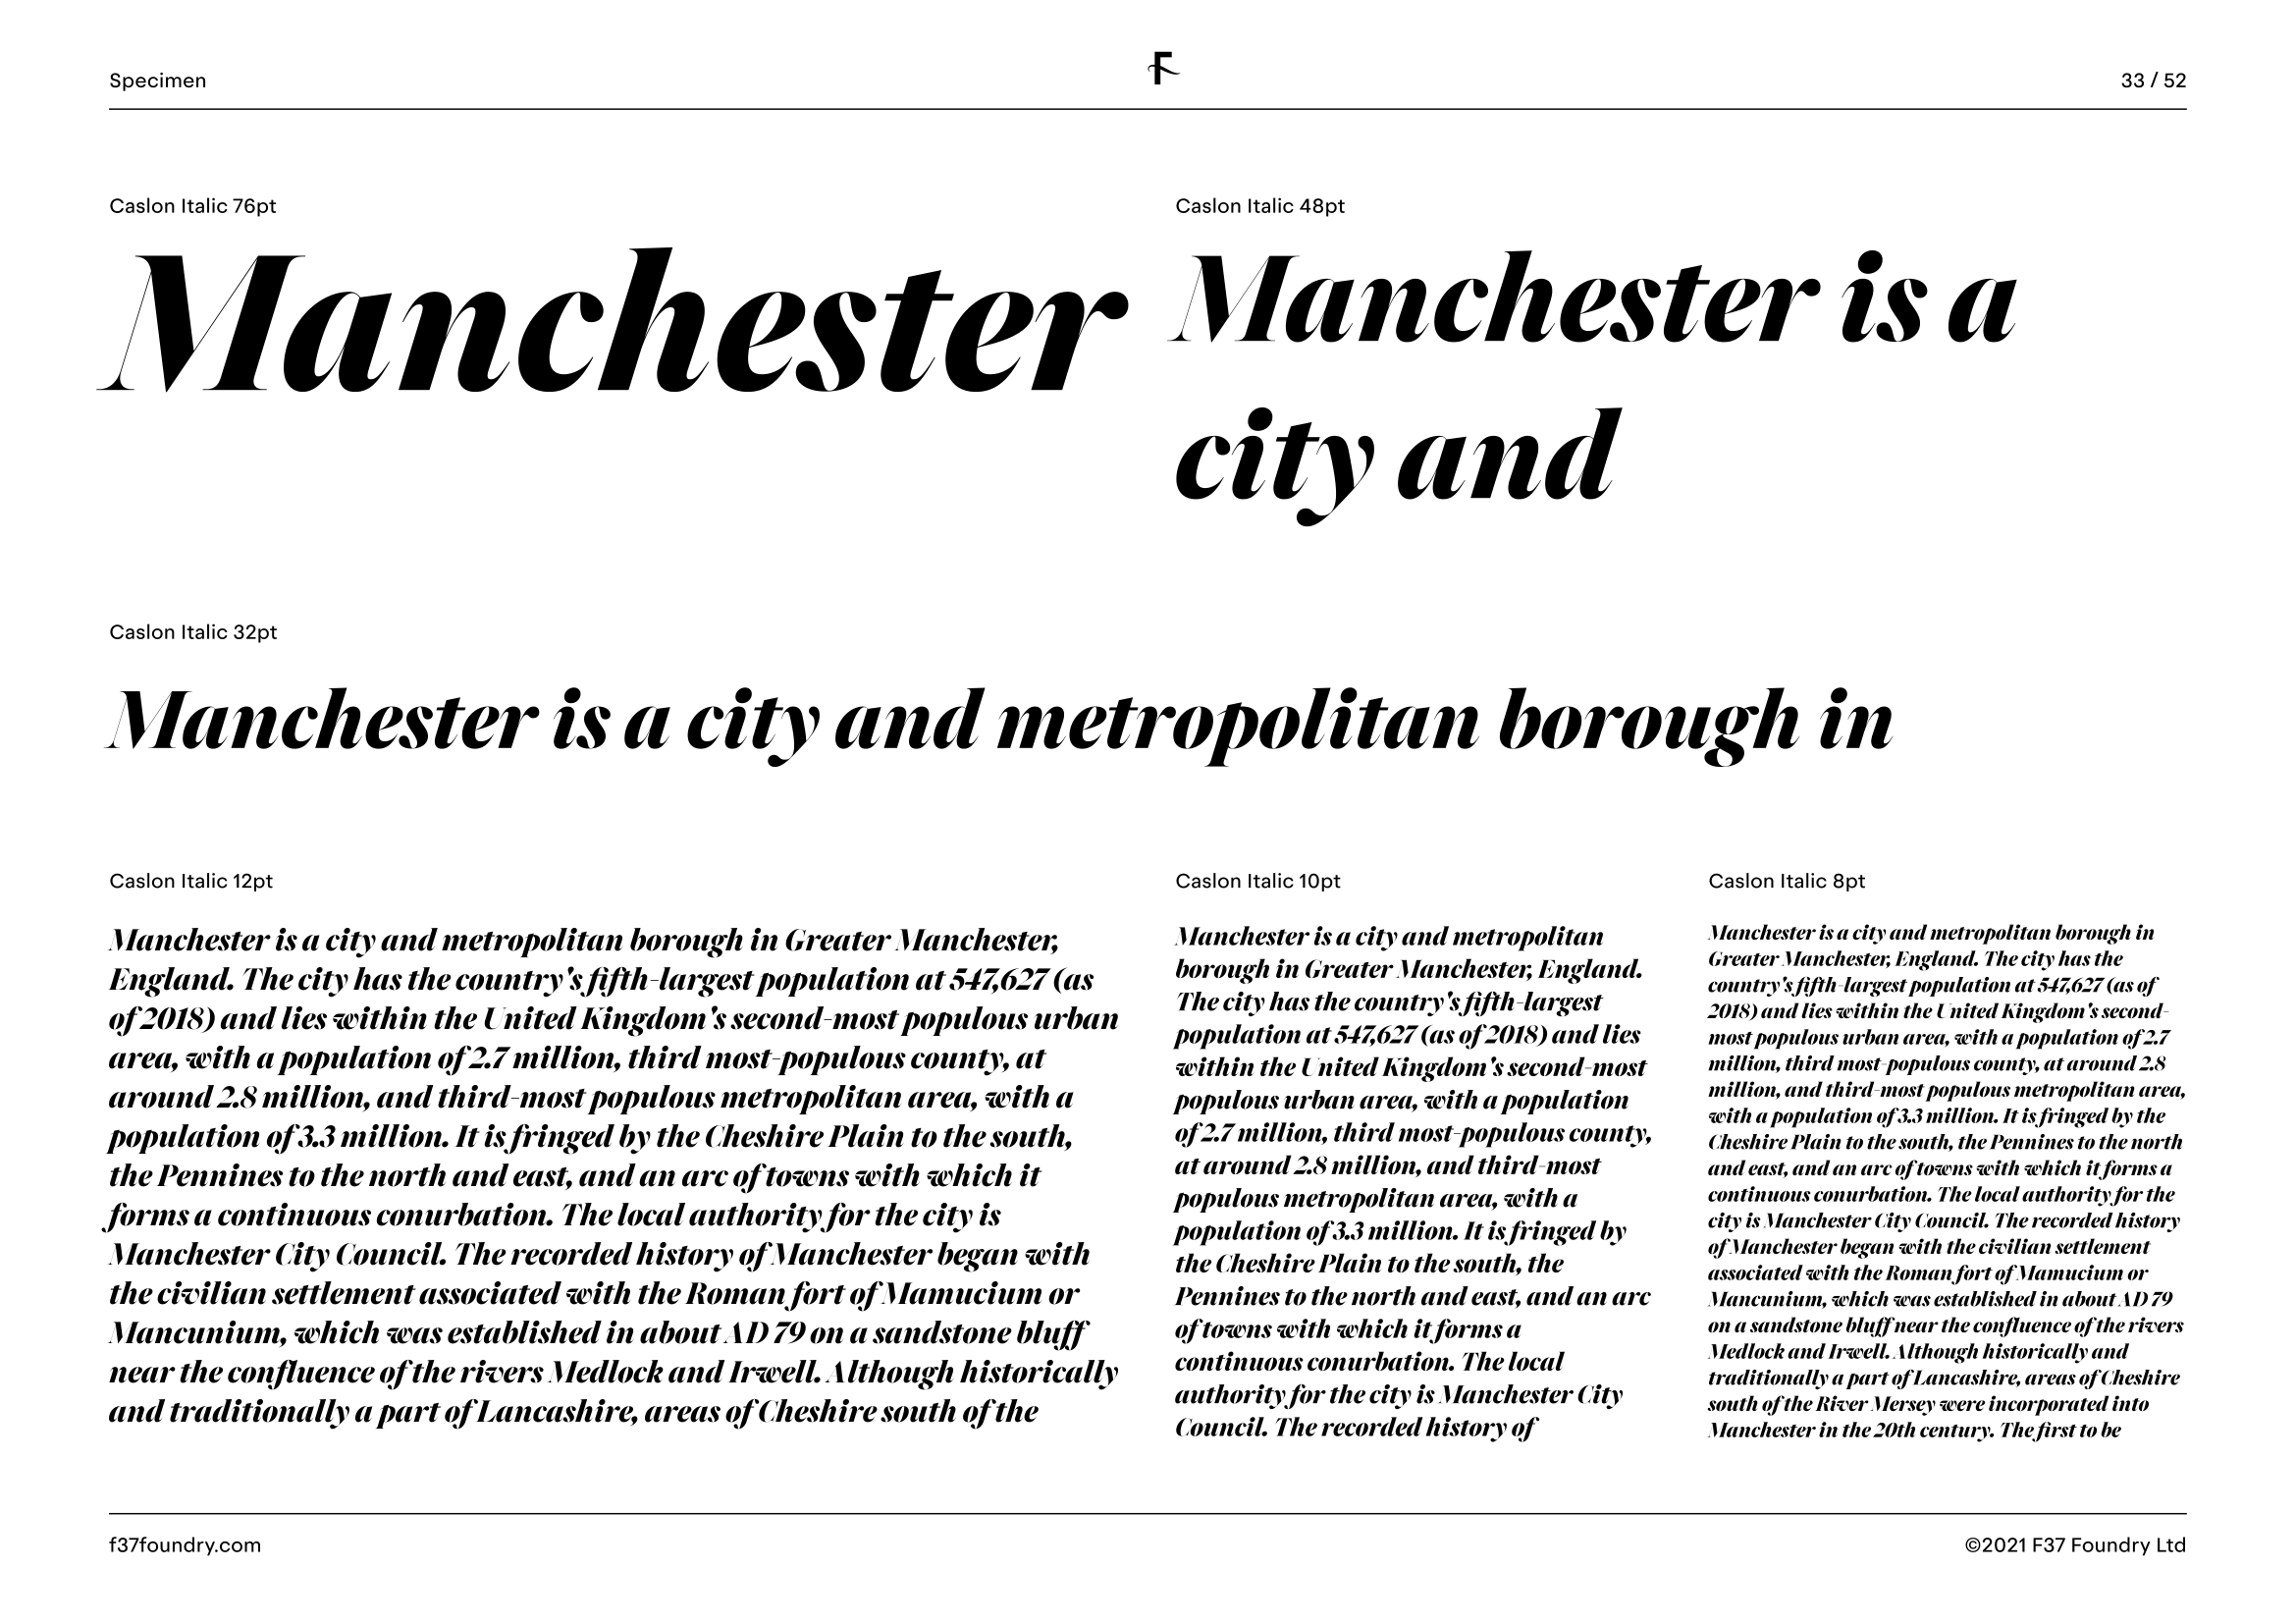 Specimen
F
33 / 52
Caslon Italic 76pt
Manchester
Caslon Italic 48pt
Manchester is a
city and
Caslon Italic 32pt
Manchester is a city and metropolitan borough in
Caslon Italic 12pt
Manchester is a city and metropolitan borough in Greater Manchester,
England. The city has the country's fifth-largest population at 547,627 (as
of 2018) and lies within the United Kingdom's second-most populous urban
area, with a population of 2.7 million, third most-populous county, at
around 2.8 million, and third-most populous metropolitan area, with a
population of 3.3 million. It is fringed by the Cheshire Plain to the south,
the Pennines to the north and east, and an arc of towns with which it
forms a continuous conurbation. The local authority for the city is
Manchester City Council. The recorded history of Manchester began with
the civilian settlement associated with the Roman fort of Mamucium or
Mancunium, which was established in about AD 79 on a sandstone bluff
near the confluence of the rivers Medlock and Irwell. Although historically
and traditionally a part of Lancashire, areas of Cheshire south of the
Caslon Italic 10pt
Manchester is a city and metropolitan
borough in Greater Manchester, England.
The city has the country's fifth-largest
population at 547,627 (as of 2018) and lies
within the United Kingdom's second-most
populous urban area, with a population
of 2.7 million, third most-populous county,
at around 2.8 million, and third-most
populous metropolitan area, with a
population of 3.3 million. It is fringed by
the Cheshire Plain to the south, the
Pennines to the north and east, and an arc
of towns with which it forms a
continuous conurbation. The local
authority for the city is Manchester City
Council. The recorded history of
Caslon Italic 8pt
Manchester is a city and metropolitan borough in
Greater Manchester, England. The city has the
country's fifth-largest population at 547,627 (as of
2018) and lies within the United Kingdom's second-
most populous urban area, with a population of 2.7
million, third most-populous county, at around 2.8
million, and third-most populous metropolitan area,
with a population of 3.3 million. It is fringed by the
Cheshire Plain to the south, the Pennines to the north
and east, and an arc of towns with which it forms a
continuous conurbation. The local authority for the
city is Manchester City Council. The recorded history
of Manchester began with the civilian settlement
associated with the Roman fort of Mamucium or
Mancunium, which was established in about AD 79
on a sandstone bluff near the confluence of the rivers
Medlock and Irwell. Although historically and
traditionally a part of Lancashire, areas of Cheshire
south of the River Mersey were incorporated into
Manchester in the 20th century. The first to be
f37foundry.com
©2021 F37 Foundry Ltd